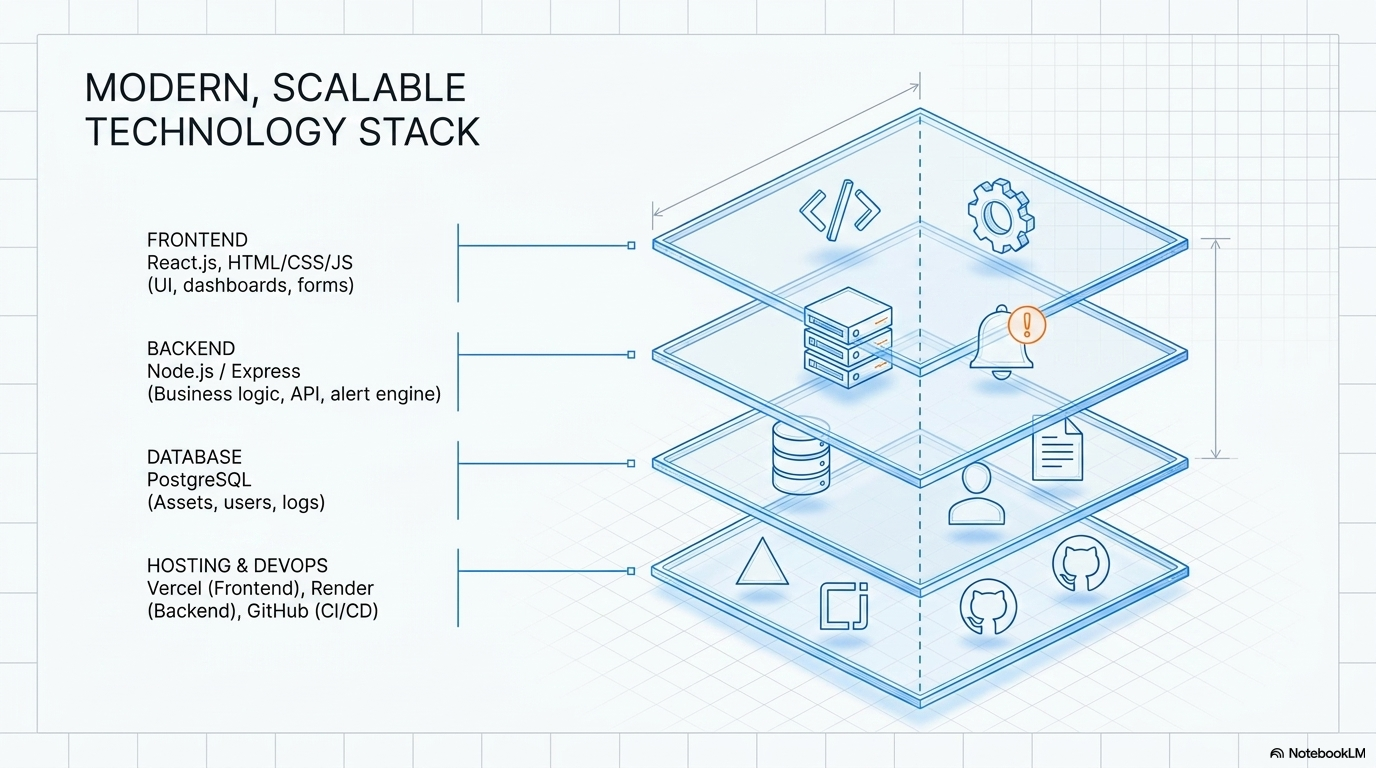 MODERN, SCALABLE
TECHNOLOGY STACK
FRONTEND
React.js, HTML/CSS/JS
(UI, dashboards, forms)
BACKEND
Node.js / Express
(Business logic, API, alert engine)
DATABASE
PostgreSQL
(Assets, users, logs)
HOSTING & DEVOPS
Vercel (Frontend), Render
(Backend), GitHub (CI/CD)
NotebookLM